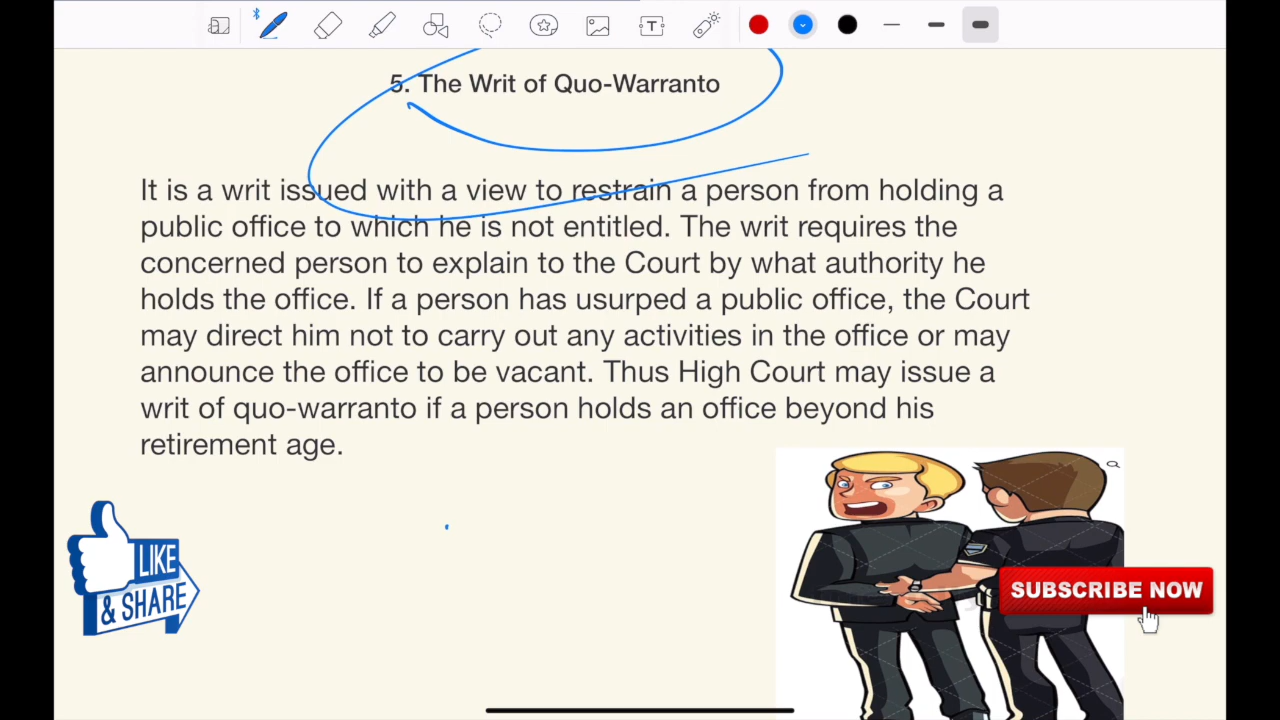 5. The Writ of Quo-Warranto
It is a writ issued with a view to restrain a person from holding a
public office to which he is not entitled. The writ requires the
concerned person to explain to the Court by what authority he
holds the office. If a person has usurped a public office, the Court
may direct him not to carry out any activities in the office or may
announce the office to be vacant. Thus High Court may issue a
writ of quo-warranto if a person holds an office beyond his
retirement age.
LIKE
& SHARE
SUBSCRIBE NOW